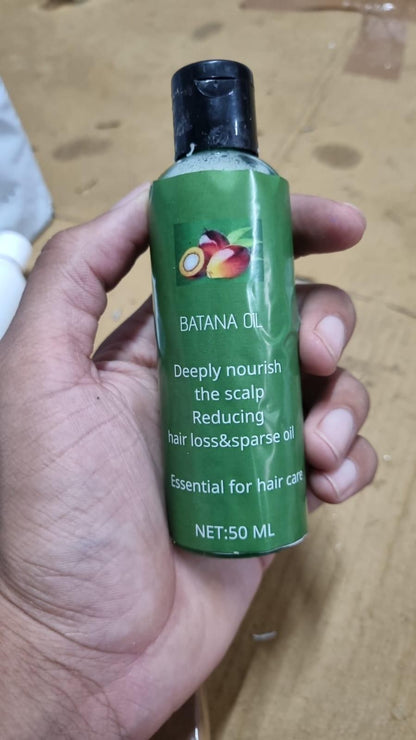 BATANA OIL
Deeply nourish
the scalp
Reducing
hair loss&sparse oil
Essential for hair care
NET:50 ML